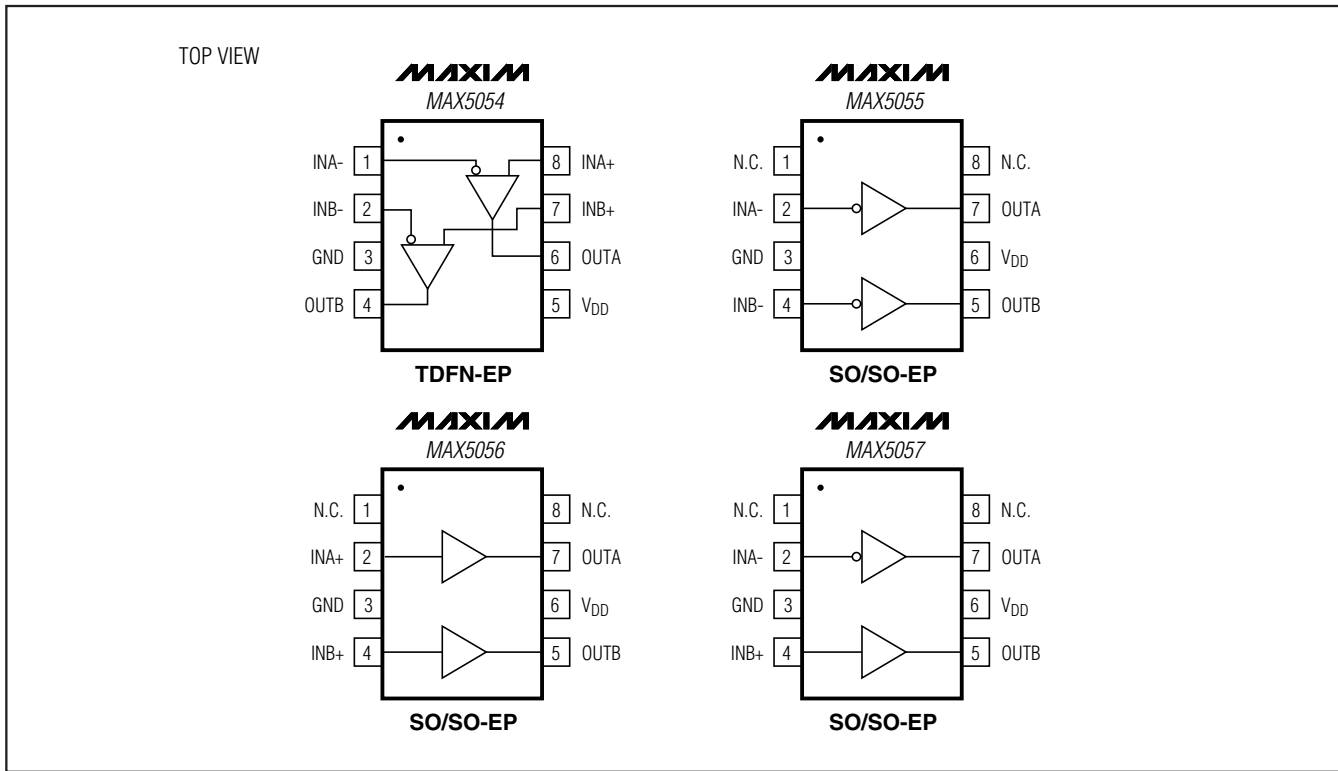 TOP VIEW
MAXIM
MAX5054
INA- 1
INB- 2
GND 3
OUTB 4
8 INA+
7 INB+
6 OUTA
5 VDD
TDFN-EP
MAXIM
MAX5055
N.C. 1
INA- 2
GND 3
INB- 4
8 N.C.
7 OUTA
6 VDD
5 OUTB
SO/SO-EP
MAXIM
MAX5056
N.C. 1
INA+ 2
GND 3
INB+ 4
8 N.C.
7 OUTA
6 VDD
5 OUTB
SO/SO-EP
MAXIM
MAX5057
N.C. 1
INA- 2
GND 3
INB+ 4
8 N.C.
7 OUTA
6 VDD
5 OUTB
SO/SO-EP